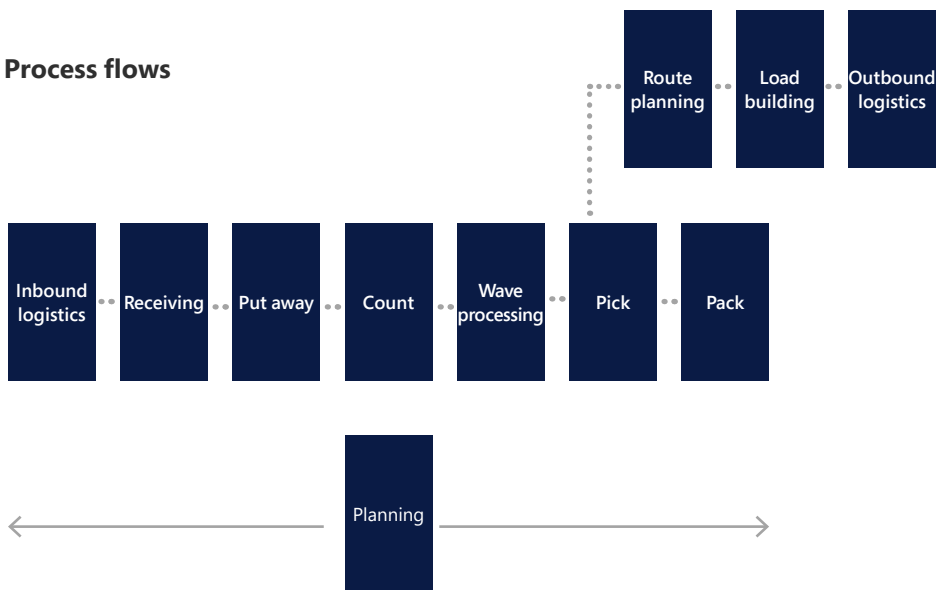 Process flows
Route
planning
Load
building
Outbound
logistics
Inbound
logistics
Receiving
Put away
Count
Wave
processing
Pick
Pack
Planning